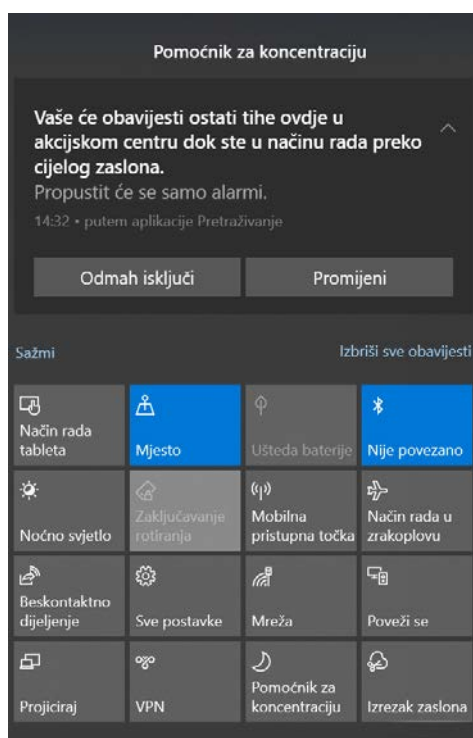 Pomoćnik za koncentraciju
Vaše će obavijesti ostati tihe ovdje u
akcijskom centru dok ste u načinu rada preko
cijelog zaslona.
Propustit će se samo alarmi.
14:32 • putem aplikacije Pretraživanje
Odmah isključi
Promijeni
Sažmi
Izbriši sve obavijesti
Način rada
tableta
Mjesto
Ušteda baterije
Nije povezano
Noćno svjetlo
Zaključavanje
rotiranja
Mobilna
pristupna točka
Način rada u
zrakoplovu
Beskontaktno
dijeljenje
Sve postavke
Mreža
Poveži se
Projiciraj
VPN
Pomoćnik za
koncentraciju
Izrezak zaslona